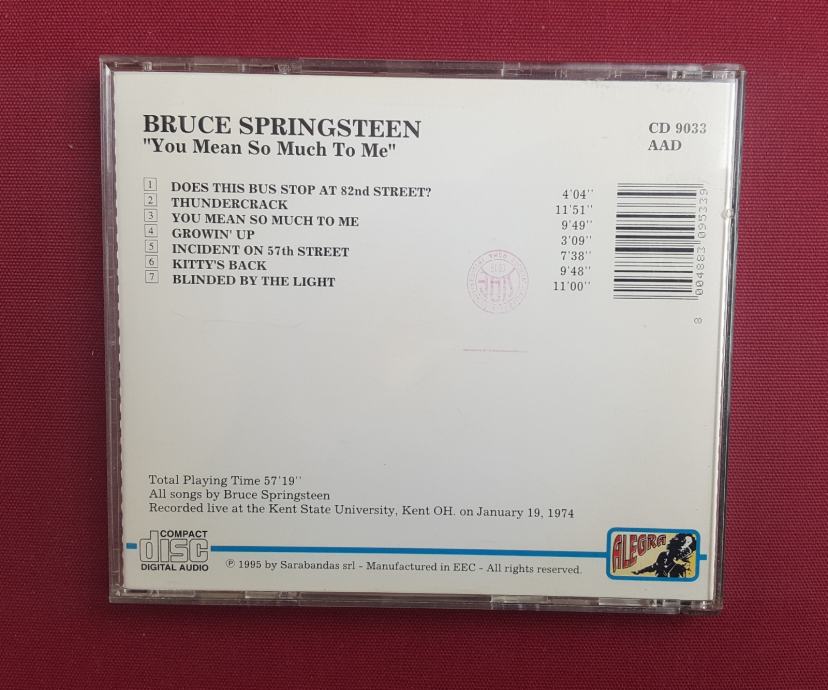 BRUCE SPRINGSTEEN
"You Mean So Much To Me"
CD 9033
AAD
1 DOES THIS BUS STOP AT 82nd STREET? 4'04''
2 THUNDERCRACK 11'51''
3 YOU MEAN SO MUCH TO ME 9'49''
4 GROWIN' UP 3'09''
5 INCIDENT ON 57th STREET 7'38''
6 KITTY'S BACK 9'48''
7 BLINDED BY THE LIGHT 11'00''
8 004883 095339
Total Playing Time 57'19''
All songs by Bruce Springsteen
Recorded live at the Kent State University, Kent OH. on January 19, 1974
COMPACT
disc
DIGITAL AUDIO
℗ 1995 by Sarabandas srl - Manufactured in EEC - All rights reserved.
ALEGRA